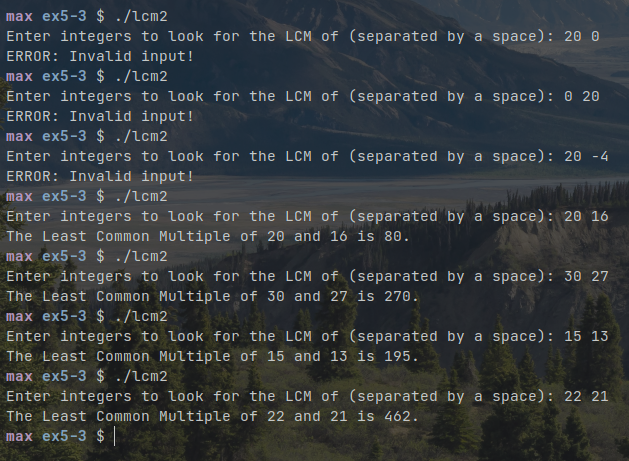 max ex5-3 $ ./lcm2
Enter integers to look for the LCM of (separated by a space): 20 0
ERROR: Invalid input!
max ex5-3 $ ./lcm2
Enter integers to look for the LCM of (separated by a space): 0 20
ERROR: Invalid input!
max ex5-3 $ ./lcm2
Enter integers to look for the LCM of (separated by a space): 20 -4
ERROR: Invalid input!
max ex5-3 $ ./lcm2
Enter integers to look for the LCM of (separated by a space): 20 16
The Least Common Multiple of 20 and 16 is 80.
max ex5-3 $ ./lcm2
Enter integers to look for the LCM of (separated by a space): 30 27
The Least Common Multiple of 30 and 27 is 270.
max ex5-3 $ ./lcm2
Enter integers to look for the LCM of (separated by a space): 15 13
The Least Common Multiple of 15 and 13 is 195.
max ex5-3 $ ./lcm2
Enter integers to look for the LCM of (separated by a space): 22 21
The Least Common Multiple of 22 and 21 is 462.
max ex5-3 $